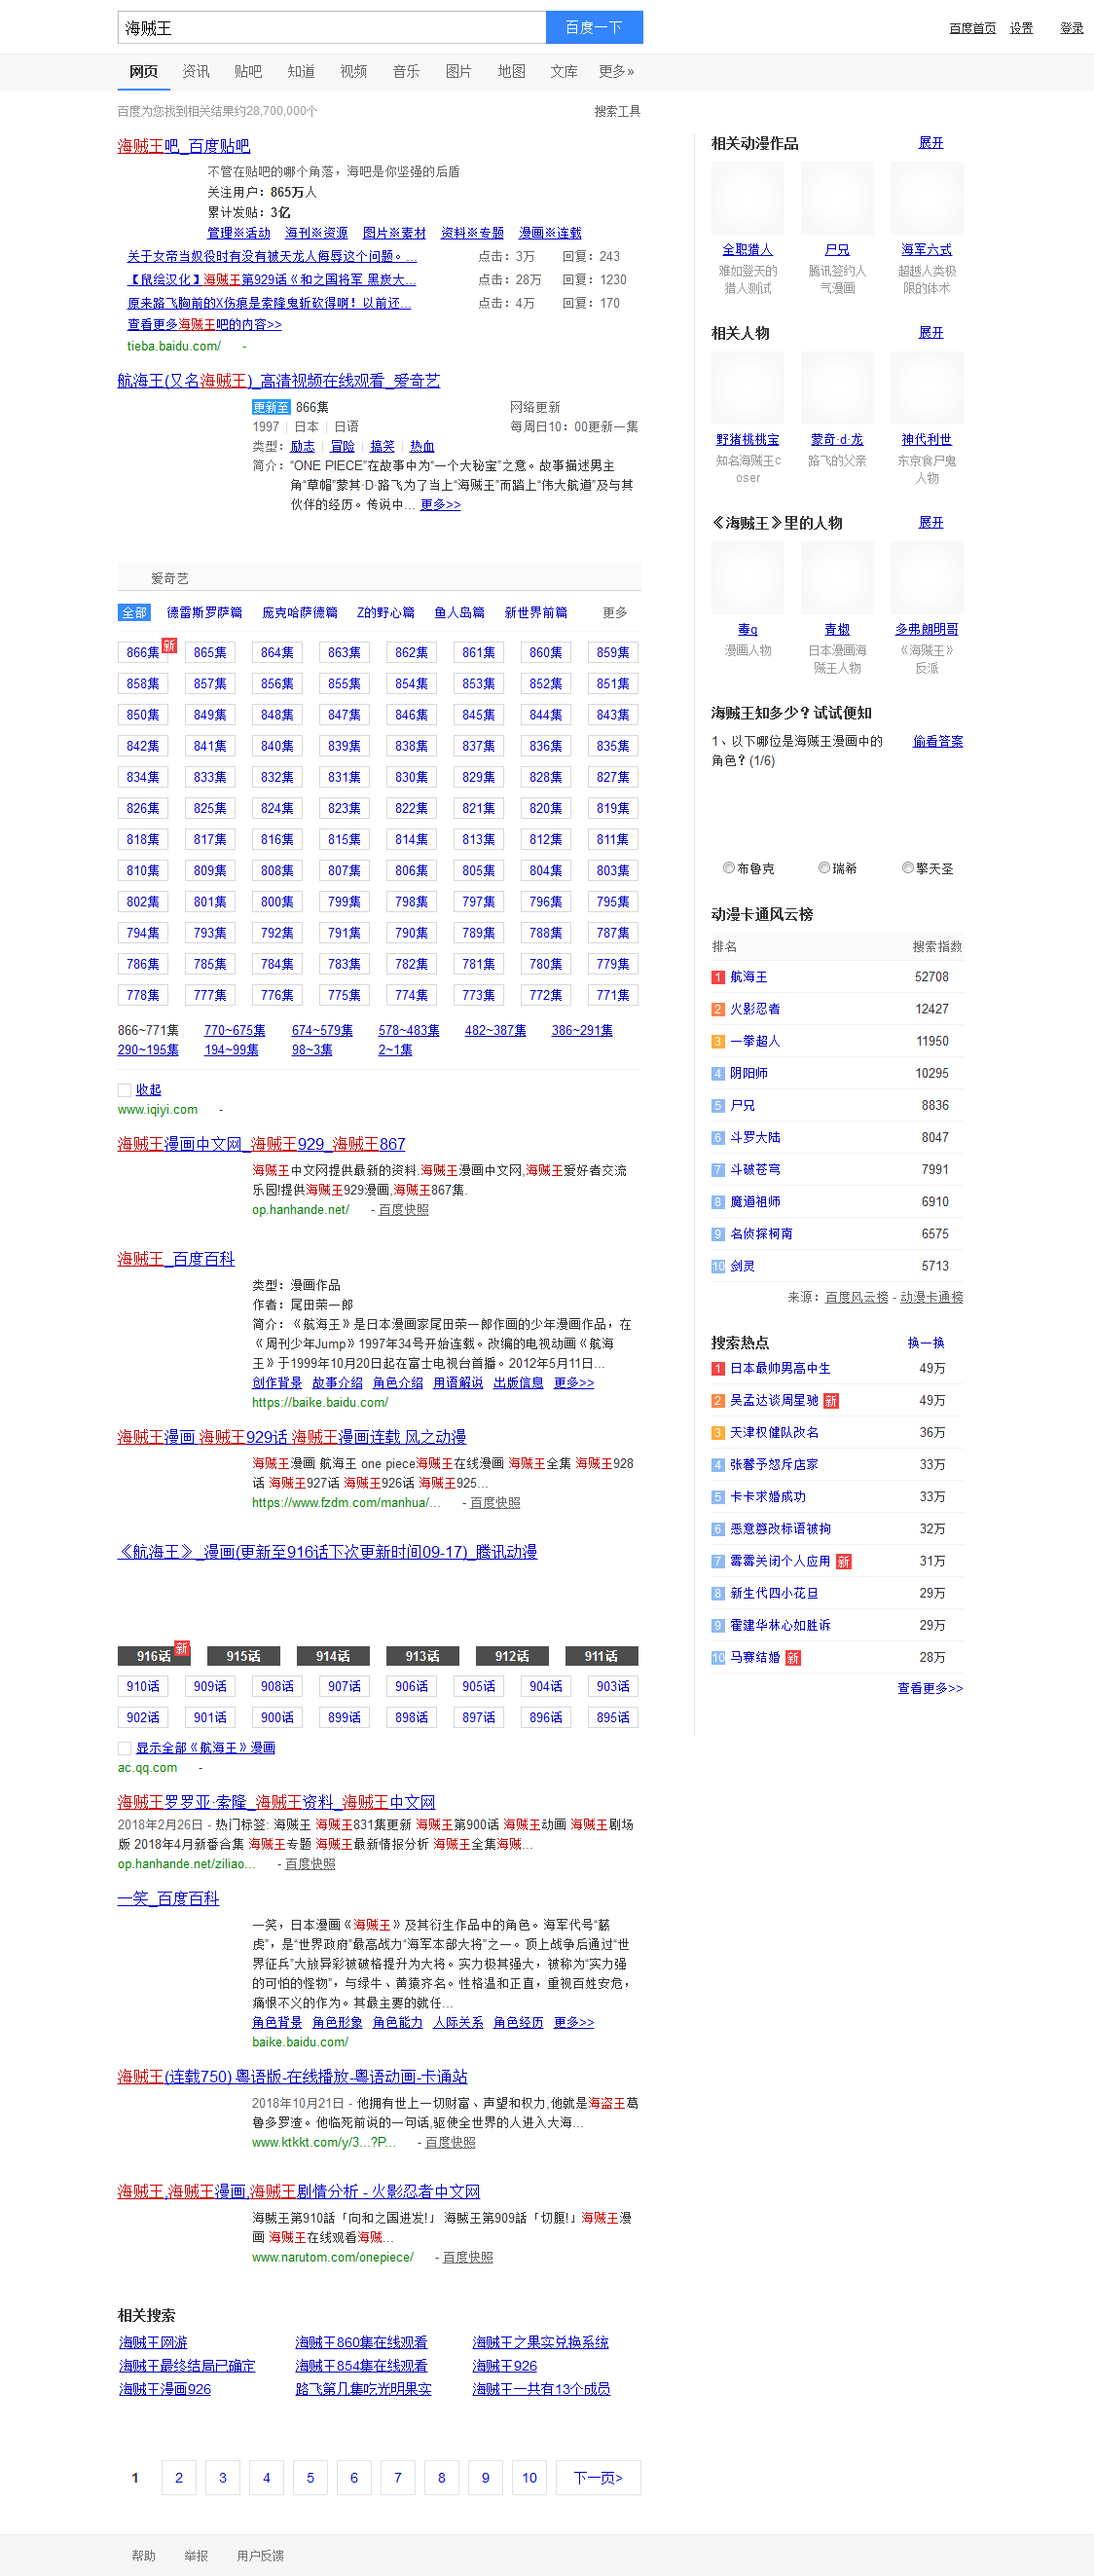 海贼王 百度一下 百度首页 设置 登录
网页 资讯 贴吧 知道 视频 音乐 图片 地图 文库 更多»
百度为您找到相关结果约28,700,000个 搜索工具
海贼王吧_百度贴吧
不管在贴吧的哪个角落，海吧是你坚强的后盾
关注用户：865万人
累计发贴：3亿
管理※活动 海刊※资源 图片※素材 资料※专题 漫画※连载
关于女帝当奴役时有没有被天龙人侮辱这个问题。... 点击：3万 回复：243
【鼠绘汉化】海贼王第929话《和之国将军 黑炭大... 点击：28万 回复：1230
原来路飞胸前的X伤痕是索隆鬼斩砍得啊！以前还... 点击：4万 回复：170
查看更多海贼王吧的内容>>
tieba.baidu.com/ -
航海王(又名海贼王)_高清视频在线观看_爱奇艺
更新至 866集 网络更新
1997 | 日本 | 日语 每周日10：00更新一集
类型：励志 | 冒险 | 搞笑 | 热血
简介：“ONE PIECE”在故事中为“一个大秘宝”之意。故事描述男主
角“草帽”蒙其·D·路飞为了当上“海贼王”而踏上“伟大航道”及与其
伙伴的经历。传说中... 更多>>
爱奇艺
全部 德雷斯罗萨篇 庞克哈萨德篇 Z的野心篇 鱼人岛篇 新世界前篇 更多
866集 新 865集 864集 863集 862集 861集 860集 859集
858集 857集 856集 855集 854集 853集 852集 851集
850集 849集 848集 847集 846集 845集 844集 843集
842集 841集 840集 839集 838集 837集 836集 835集
834集 833集 832集 831集 830集 829集 828集 827集
826集 825集 824集 823集 822集 821集 820集 819集
818集 817集 816集 815集 814集 813集 812集 811集
810集 809集 808集 807集 806集 805集 804集 803集
802集 801集 800集 799集 798集 797集 796集 795集
794集 793集 792集 791集 790集 789集 788集 787集
786集 785集 784集 783集 782集 781集 780集 779集
778集 777集 776集 775集 774集 773集 772集 771集
866~771集 770~675集 674~579集 578~483集 482~387集 386~291集
290~195集 194~99集 98~3集 2~1集
收起
www.iqiyi.com -
海贼王漫画中文网_海贼王929_海贼王867
海贼王中文网提供最新的资料.海贼王漫画中文网,海贼王爱好者交流
乐园!提供海贼王929漫画,海贼王867集.
op.hanhande.net/ - 百度快照
海贼王_百度百科
类型：漫画作品
作者：尾田荣一郎
简介：《航海王》是日本漫画家尾田荣一郎作画的少年漫画作品，在
《周刊少年Jump》1997年34号开始连载。改编的电视动画《航海
王》于1999年10月20日起在富士电视台首播。2012年5月11日...
创作背景 故事介绍 角色介绍 用语解说 出版信息 更多>>
https://baike.baidu.com/
海贼王漫画 海贼王929话 海贼王漫画连载 风之动漫
海贼王漫画 航海王 one piece海贼王在线漫画 海贼王全集 海贼王928
话 海贼王927话 海贼王926话 海贼王925...
https://www.fzdm.com/manhua/... - 百度快照
《航海王》_漫画(更新至916话下次更新时间09-17)_腾讯动漫
916话 新 915话 914话 913话 912话 911话
910话 909话 908话 907话 906话 905话 904话 903话
902话 901话 900话 899话 898话 897话 896话 895话
显示全部《航海王》漫画
ac.qq.com -
海贼王罗罗亚·索隆_海贼王资料_海贼王中文网
2018年2月26日 - 热门标签: 海贼王 海贼王831集更新 海贼王第900话 海贼王动画 海贼王剧场
版 2018年4月新番合集 海贼王专题 海贼王最新情报分析 海贼王全集海贼...
op.hanhande.net/ziliao... - 百度快照
一笑_百度百科
一笑，日本漫画《海贼王》及其衍生作品中的角色。海军代号“藤
虎”，是“世界政府”最高战力“海军本部大将”之一。顶上战争后通过“世
界征兵”大放异彩被破格提升为大将。实力极其强大，被称为“实力强
的可怕的怪物”，与绿牛、黄猿齐名。性格温和正直，重视百姓安危，
痛恨不义的作为。其最主要的就任...
角色背景 角色形象 角色能力 人际关系 角色经历 更多>>
baike.baidu.com/
海贼王(连载750) 粤语版-在线播放-粤语动画-卡通站
2018年10月21日 - 他拥有世上一切财富、声望和权力,他就是海盗王葛
鲁多罗渣。他临死前说的一句话,驱使全世界的人进入大海...
www.ktkkt.com/y/3...?P... - 百度快照
海贼王,海贼王漫画,海贼王剧情分析 - 火影忍者中文网
海贼王第910話「向和之国进发!」 海賊王第909話「切腹!」海贼王漫
画 海贼王在线观看海贼...
www.narutom.com/onepiece/ - 百度快照
相关搜索
海贼王网游 海贼王860集在线观看 海贼王之果实兑换系统
海贼王最终结局已确定 海贼王854集在线观看 海贼王926
海贼王漫画926 路飞第几集吃光明果实 海贼王一共有13个成员
1 2 3 4 5 6 7 8 9 10 下一页>
相关动漫作品 展开
全职猎人 尸兄 海军六式
难如登天的 腾讯签约人 超越人类极
猎人测试 气漫画 限的体术
相关人物 展开
野猪桃桃宝 蒙奇·d·龙 神代利世
知名海贼王c 路飞的父亲 东京食尸鬼
oser 人物
《海贼王》里的人物 展开
毒q 青椒 多弗朗明哥
漫画人物 日本漫画海 《海贼王》
贼王人物 反派
海贼王知多少？试试便知
1、以下哪位是海贼王漫画中的 偷看答案
角色？(1/6)
布鲁克 瑞希 擎天圣
动漫卡通风云榜
排名 搜索指数
1 航海王 52708
2 火影忍者 12427
3 一拳超人 11950
4 阴阳师 10295
5 尸兄 8836
6 斗罗大陆 8047
7 斗破苍穹 7991
8 魔道祖师 6910
9 名侦探柯南 6575
10 剑灵 5713
来源：百度风云榜 - 动漫卡通榜
搜索热点 换一换
1 日本最帅男高中生 49万
2 吴孟达谈周星驰 新 49万
3 天津权健队改名 36万
4 张馨予怒斥店家 33万
5 卡卡求婚成功 33万
6 恶意篡改标语被拘 32万
7 霉霉关闭个人应用 新 31万
8 新生代四小花旦 29万
9 霍建华林心如胜诉 29万
10 马赛结婚 新 28万
查看更多>>
帮助 举报 用户反馈